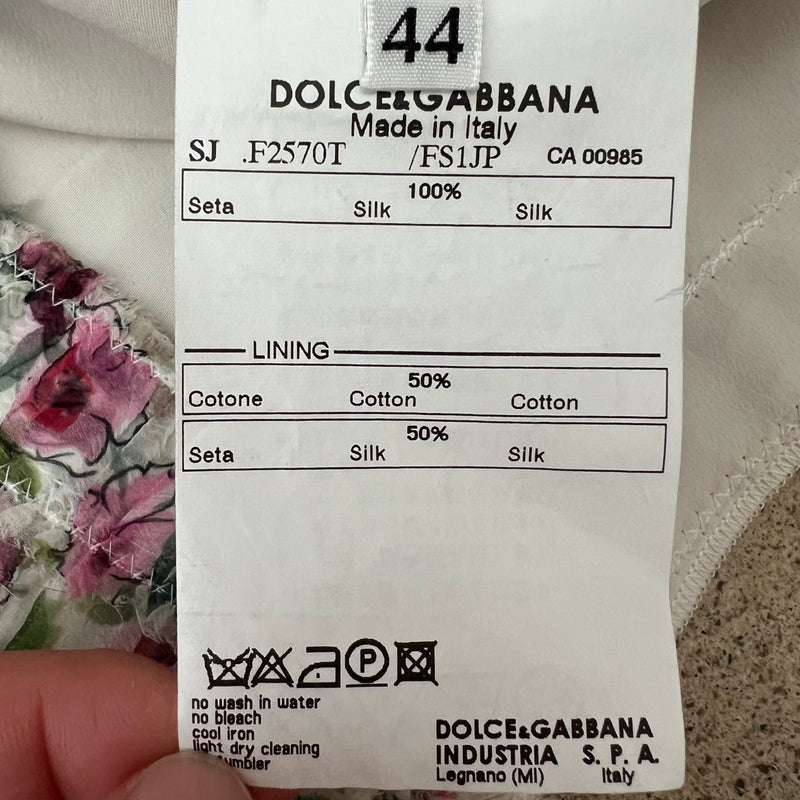 44
DOLCE&GABBANA
Made in Italy
SJ .F2570T /FS1JP CA 00985
100%
Seta Silk Silk
LINING
50%
Cotone Cotton Cotton
50%
Seta Silk Silk
P
no wash in water
no bleach
cool iron
light dry cleaning
tumbler
DOLCE&GABBANA
INDUSTRIA S. P. A.
Legnano (MI) Italy